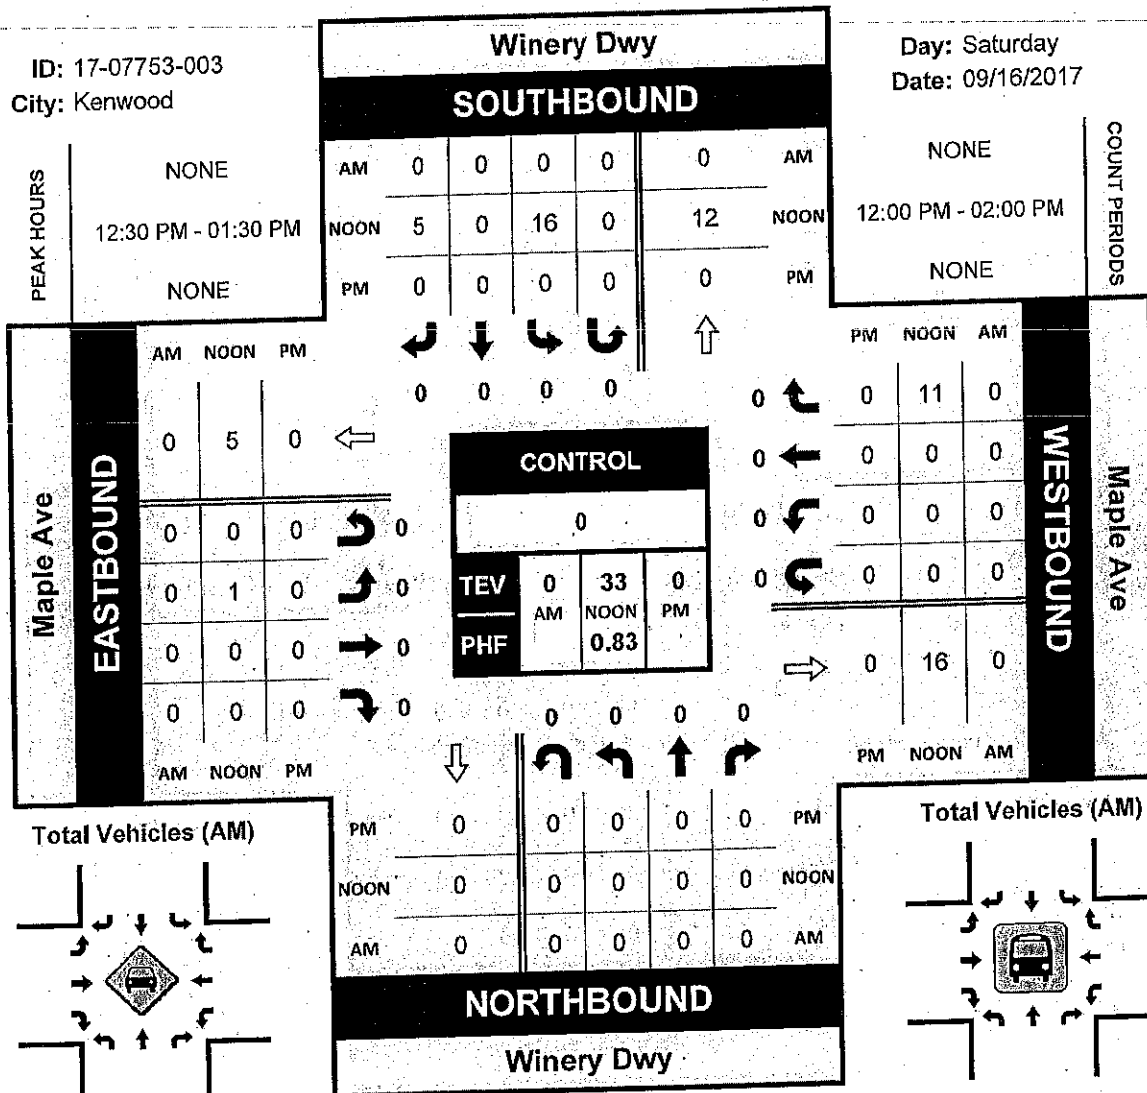 Winery Dwy
ID: 17-07753-003
Day: Saturday
City: Kenwood
Date: 09/16/2017
SOUTHBOUND
PEAK HOURS
NONE
12:30 PM - 01:30 PM
NONE
AM 0 0 0 0 0 AM
NOON 5 0 16 0 12 NOON
PM 0 0 0 0 0 PM
NONE
12:00 PM - 02:00 PM
NONE
COUNT PERIODS
0 0 0 0
Maple Ave
EASTBOUND
AM NOON PM
0 5 0
0 0 0 0
0 1 0 0
0 0 0 0
0 0 0 0
AM NOON PM
CONTROL
0
TEV 0 33 0
AM NOON PM
PHF 0.83
PM NOON AM
0 0 11 0
0 0 0 0
0 0 0 0
0 0 0 0
0 16 0
PM NOON AM
WESTBOUND
Maple Ave
0 0 0 0
PM 0 0 0 0 0 PM
NOON 0 0 0 0 0 NOON
AM 0 0 0 0 0 AM
NORTHBOUND
Winery Dwy
Total Vehicles (AM)
Total Vehicles (AM)